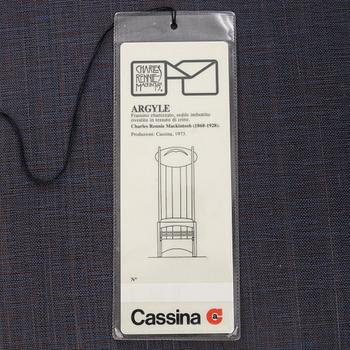 CHARLES
RENNIE
MACKINTOSH
ARGYLE
Frassino ebanizzato, sedile imbottito
rivestito in tessuto di crine.
Charles Rennie Mackintosh (1868-1928).
Produzione: Cassina, 1973.
N°
Cassina